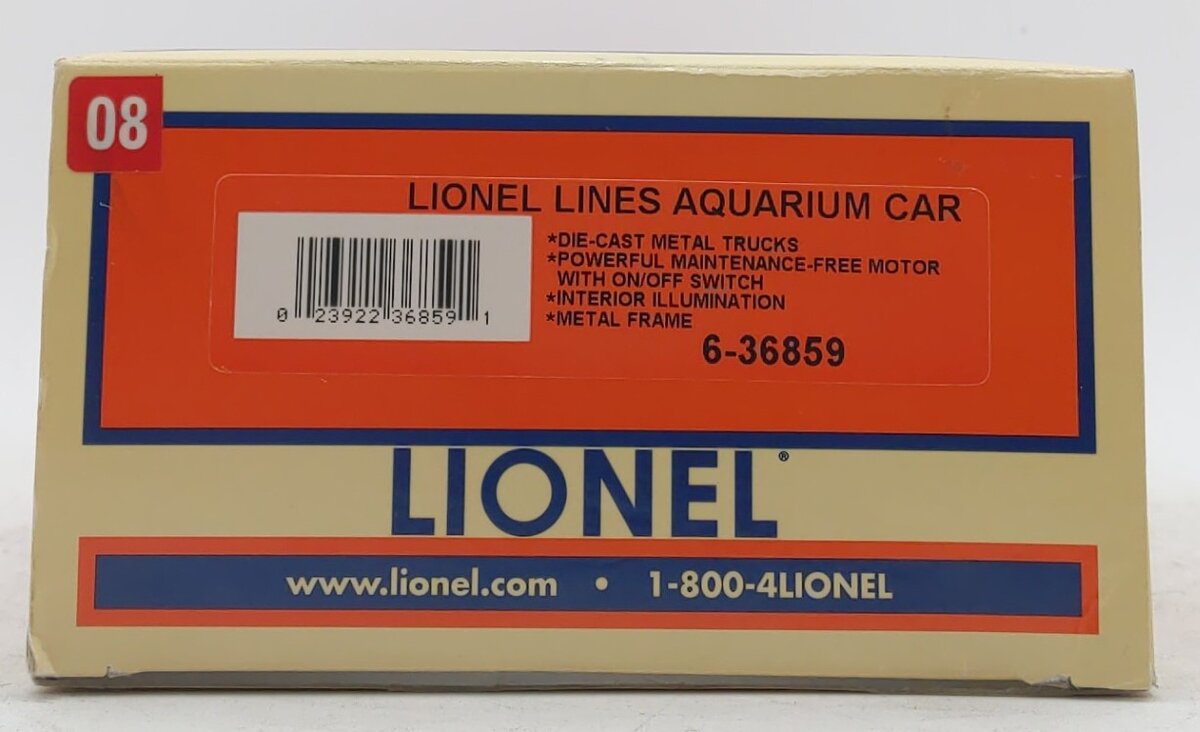 08
LIONEL LINES AQUARIUM CAR
*DIE-CAST METAL TRUCKS
*POWERFUL MAINTENANCE-FREE MOTOR
WITH ON/OFF SWITCH
*INTERIOR ILLUMINATION
*METAL FRAME
0 23922 36859 1
6-36859
LIONEL®
www.lionel.com • 1-800-4LIONEL